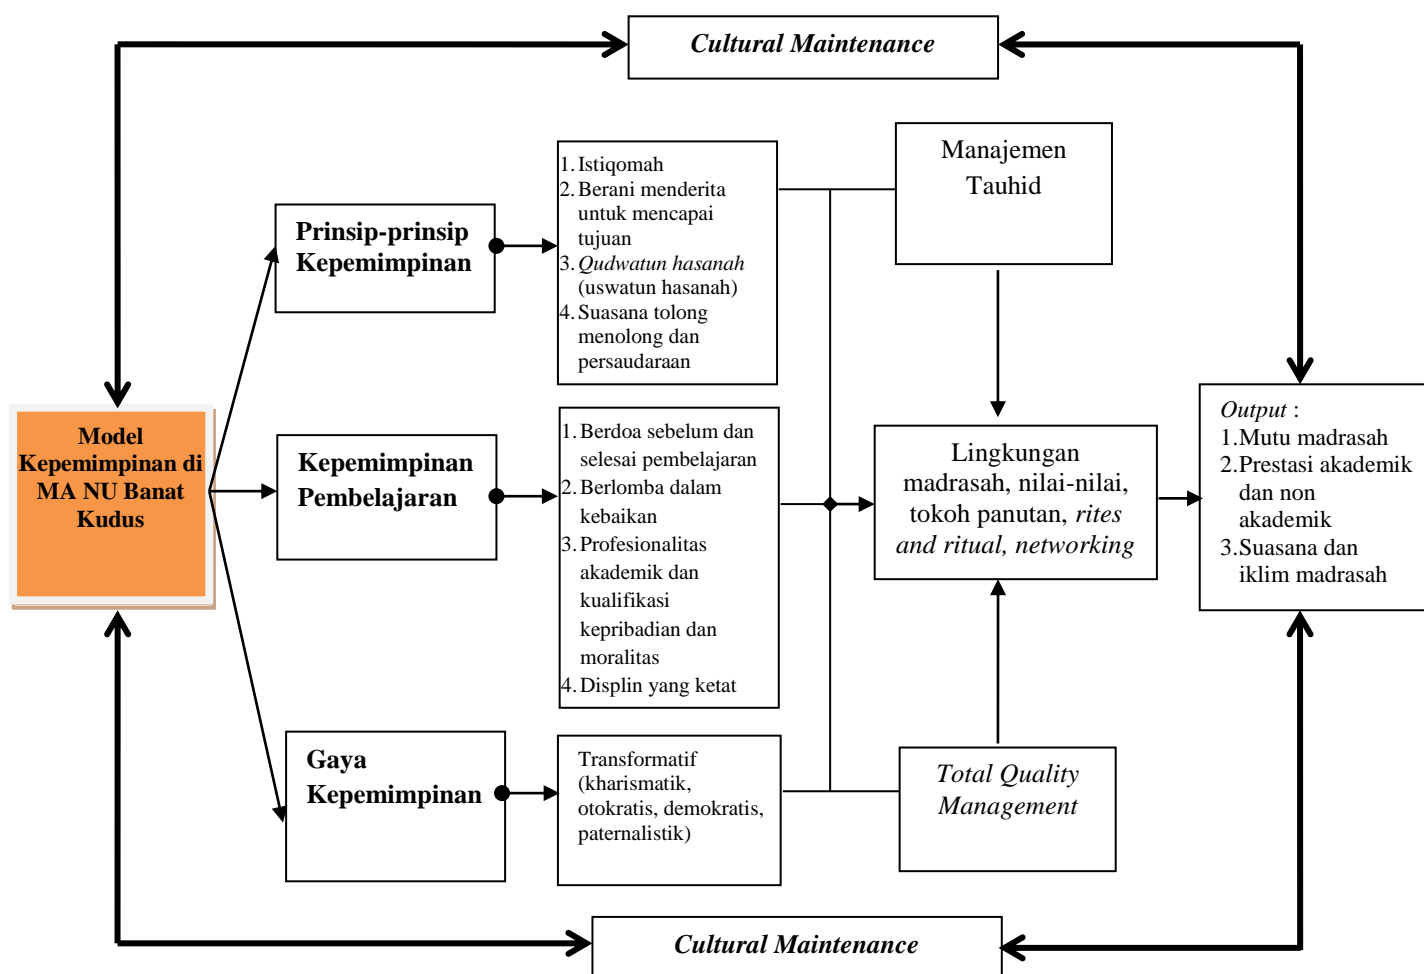 Cultural Maintenance
Manajemen
Tauhid
1. Istiqomah
2. Berani menderita
untuk mencapai
tujuan
3. Qudwatun hasanah
(uswatun hasanah)
4. Suasana tolong
menolong dan
persaudaraan
Prinsip-prinsip
Kepemimpinan
Model
Kepemimpinan di
MA NU Banat
Kudus
Kepemimpinan
Pembelajaran
1. Berdoa sebelum dan
selesai pembelajaran
2. Berlomba dalam
kebaikan
3. Profesionalitas
akademik dan
kualifikasi
kepribadian dan
moralitas
4. Displin yang ketat
Lingkungan
madrasah, nilai-nilai,
tokoh panutan, rites
and ritual, networking
Output :
1.Mutu madrasah
2.Prestasi akademik
dan non
akademik
3.Suasana dan
iklim madrasah
Gaya
Kepemimpinan
Transformatif
(kharismatik,
otokratis, demokratis,
paternalistik)
Total Quality
Management
Cultural Maintenance